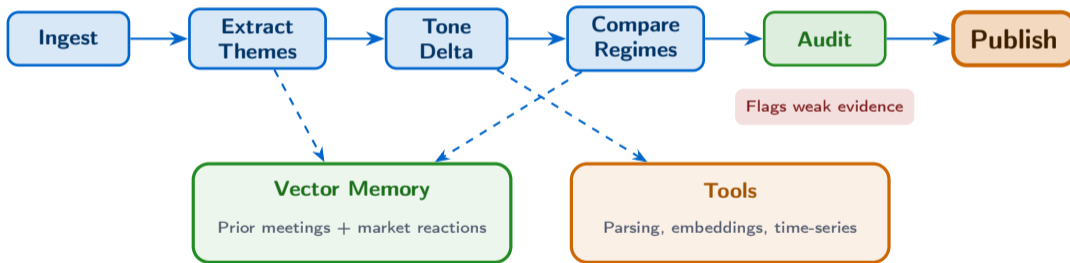 Ingest
Extract
Themes
Tone
Delta
Compare
Regimes
Audit
Publish
Flags weak evidence
Vector Memory
Prior meetings + market reactions
Tools
Parsing, embeddings, time-series